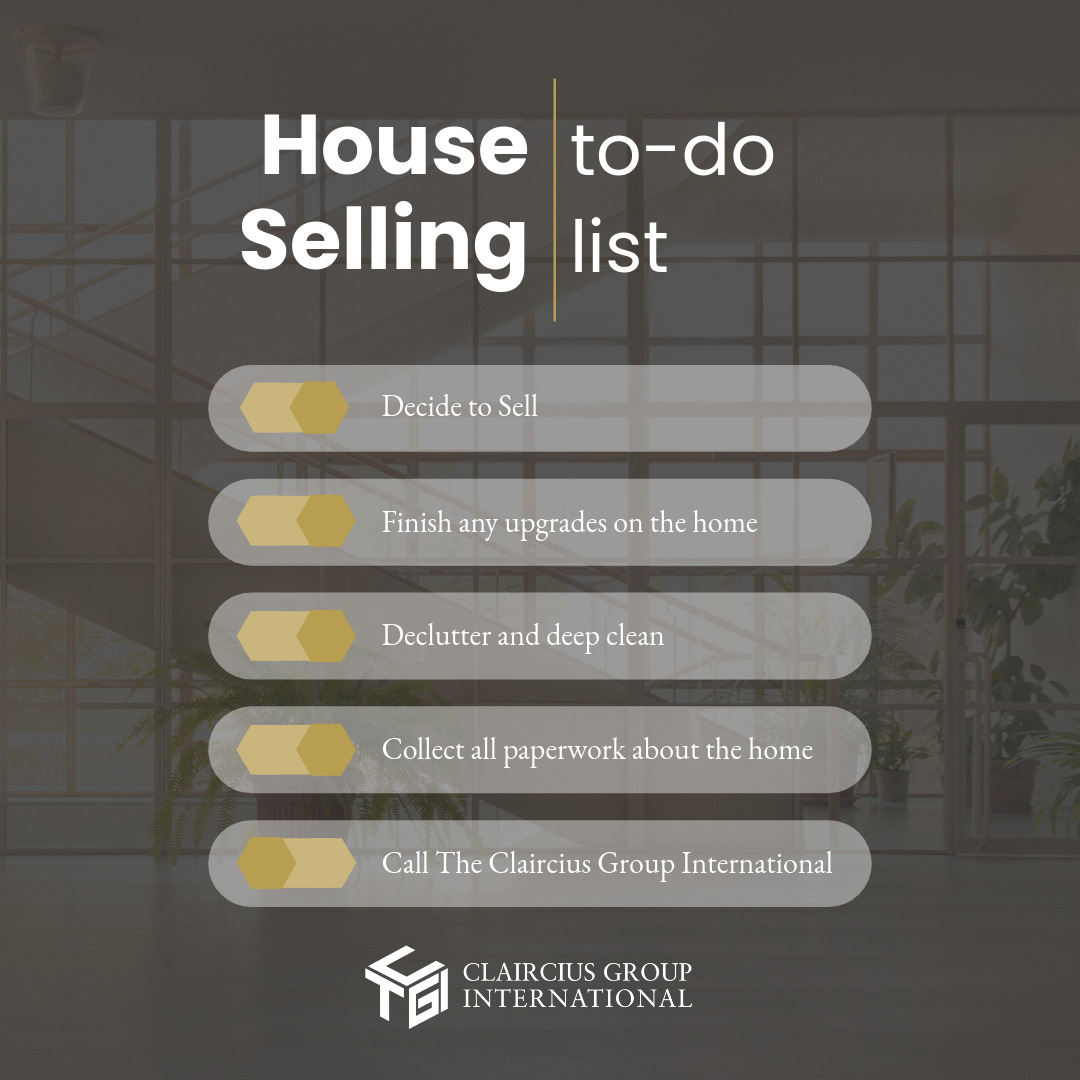 House
Selling
to-do
list
Decide to Sell
Finish any upgrades on the home
Declutter and deep clean
Collect all paperwork about the home
Call The Claircius Group International
CLAIRCIUS GROUP
INTERNATIONAL